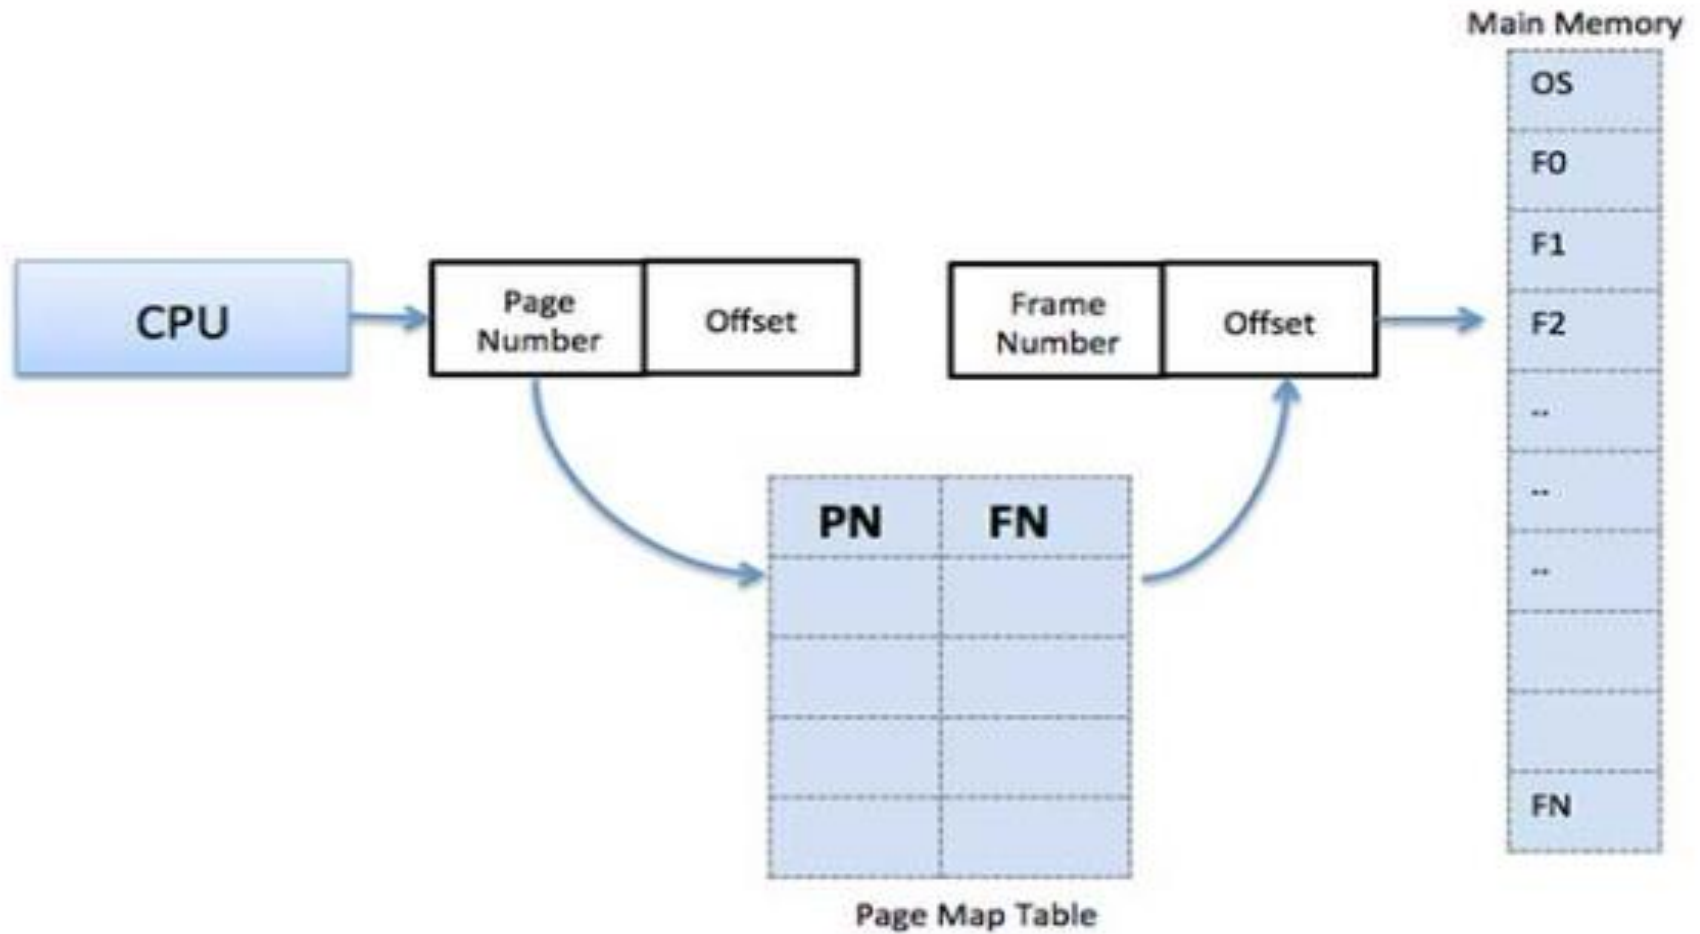 Main Memory
OS
F0
F1
F2
--
--
--
FN
CPU
Page
Number
Offset
Frame
Number
Offset
PN FN
Page Map Table